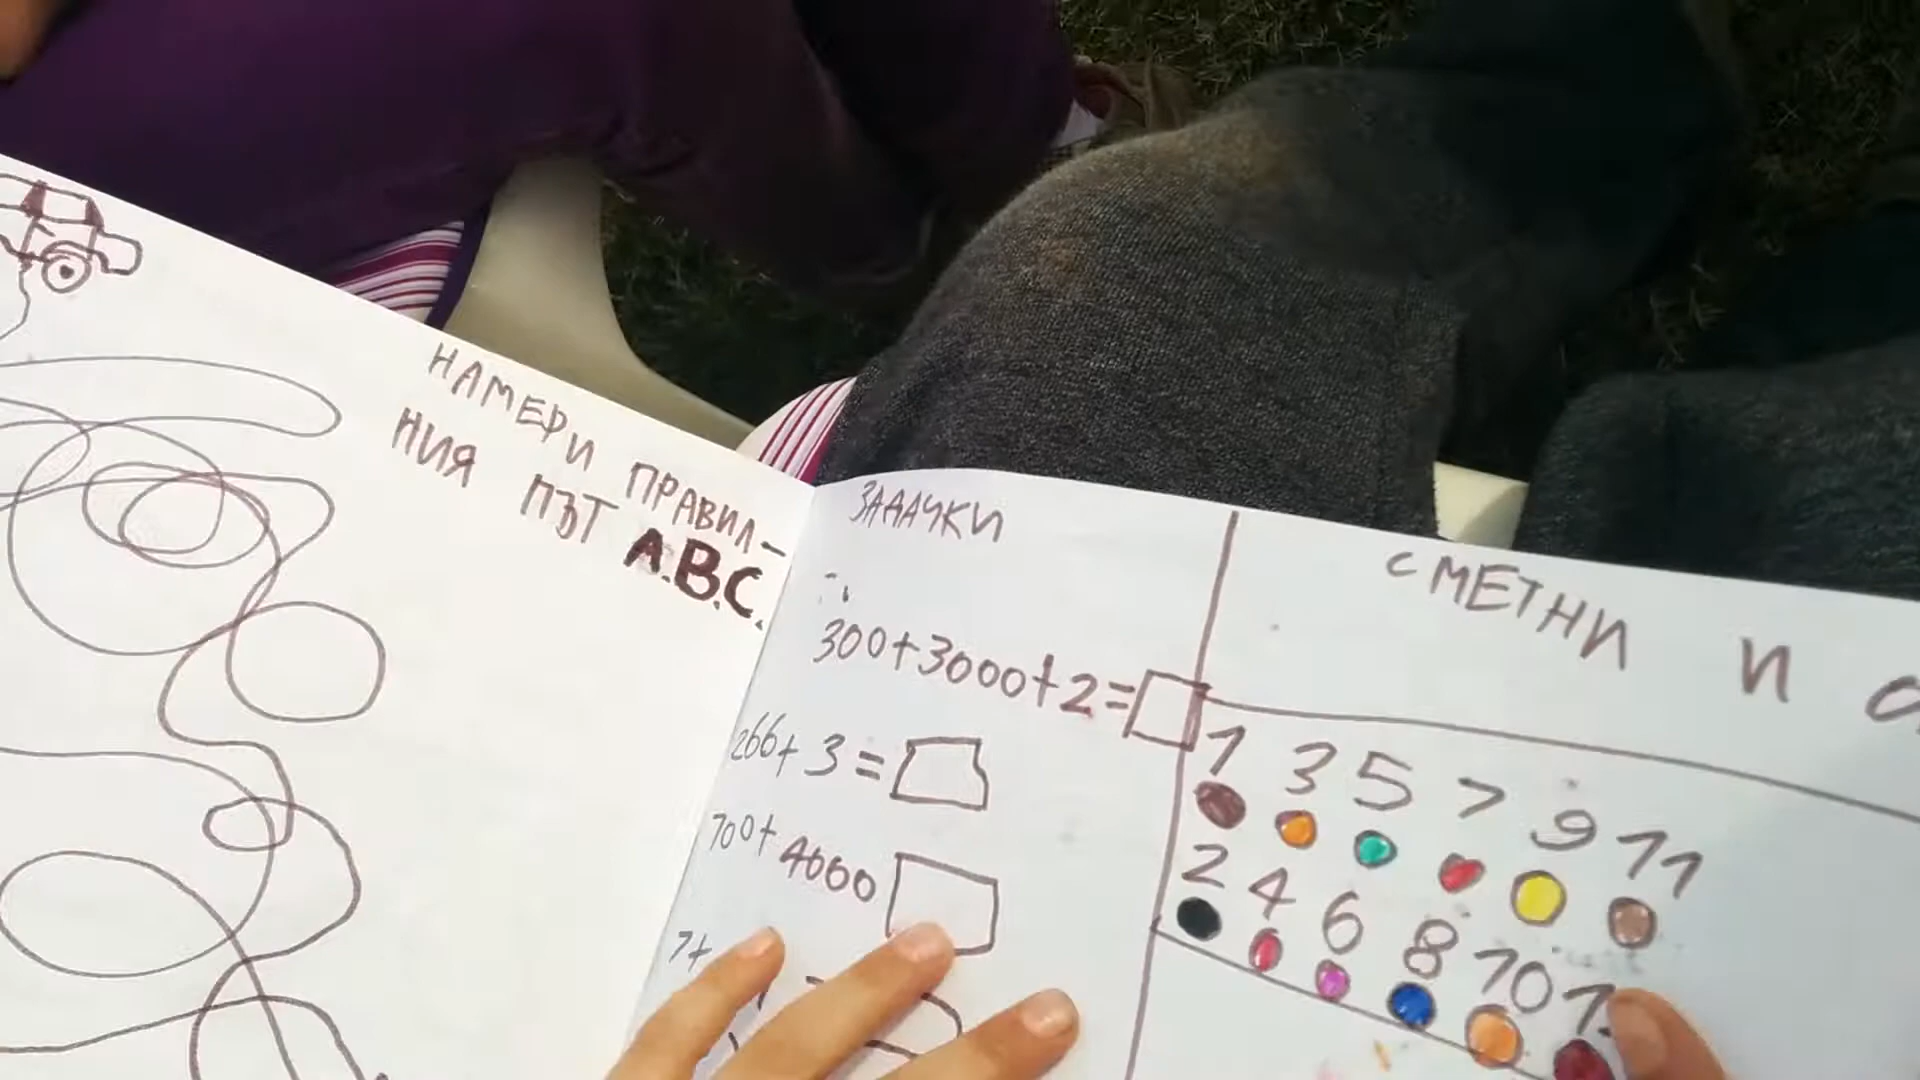 НАМЕРИ ПРАВИЛ-
НИЯ ПЪТ A.B.C.
ЗАДАЧКИ
300+3000+2=
266+3=
700+4000
7+
СМЕТНИ И
1 3 5 7 9 11
2 4 6 8 10